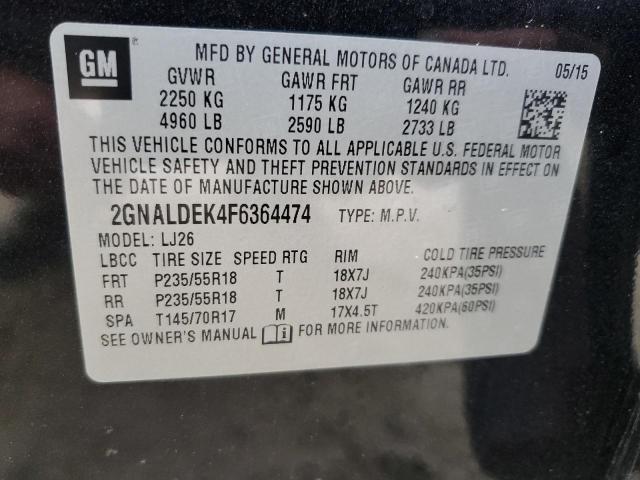 GM
MFD BY GENERAL MOTORS OF CANADA LTD. 05/15
GVWR GAWR FRT GAWR RR
2250 KG 1175 KG 1240 KG
4960 LB 2590 LB 2733 LB
THIS VEHICLE CONFORMS TO ALL APPLICABLE U.S. FEDERAL MOTOR
VEHICLE SAFETY AND THEFT PREVENTION STANDARDS IN EFFECT ON
THE DATE OF MANUFACTURE SHOWN ABOVE.
2GNALDEK4F6364474 TYPE: M.P.V.
MODEL: LJ26
LBCC TIRE SIZE SPEED RTG RIM COLD TIRE PRESSURE
FRT P235/55R18 T 18X7J 240KPA(35PSI)
RR P235/55R18 T 18X7J 240KPA(35PSI)
SPA T145/70R17 M 17X4.5T 420KPA(60PSI)
SEE OWNER'S MANUAL FOR MORE INFORMATION.